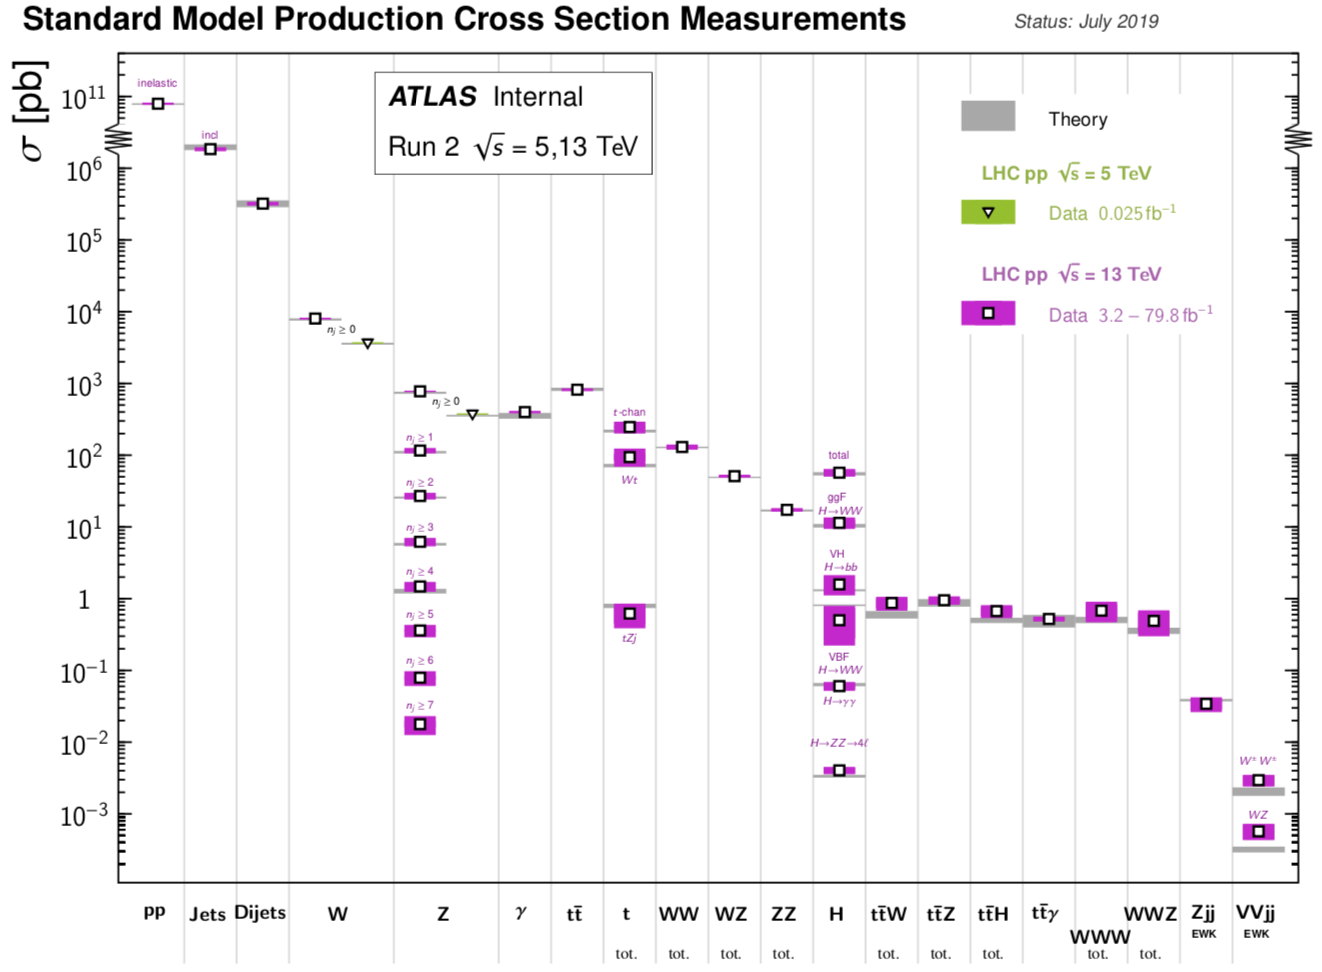 Standard Model Production Cross Section Measurements
Status: July 2019
σ [pb]
ATLAS Internal
Run 2 √s = 5,13 TeV
Theory
LHC pp √s = 5 TeV
Data 0.025 fb⁻¹
LHC pp √s = 13 TeV
Data 3.2 − 79.8 fb⁻¹
10¹¹
10⁶
10⁵
10⁴
10³
10²
10¹
1
10⁻¹
10⁻²
10⁻³
inelastic
incl
nⱼ ≥ 0
nⱼ ≥ 0
nⱼ ≥ 1
nⱼ ≥ 2
nⱼ ≥ 3
nⱼ ≥ 4
nⱼ ≥ 5
nⱼ ≥ 6
nⱼ ≥ 7
t-chan
Wt
tZj
total
ggF
H→WW
VH
H→bb
VBF
H→WW
H→γγ
H→ZZ→4ℓ
W±W±
WZ
pp Jets Dijets W Z γ tt̄ t WW WZ ZZ H tt̄W tt̄Z tt̄H tt̄γ WWZ Zjj VVjj
EWK EWK
WWW
tot. tot. tot. tot. tot. tot. tot. tot. tot.